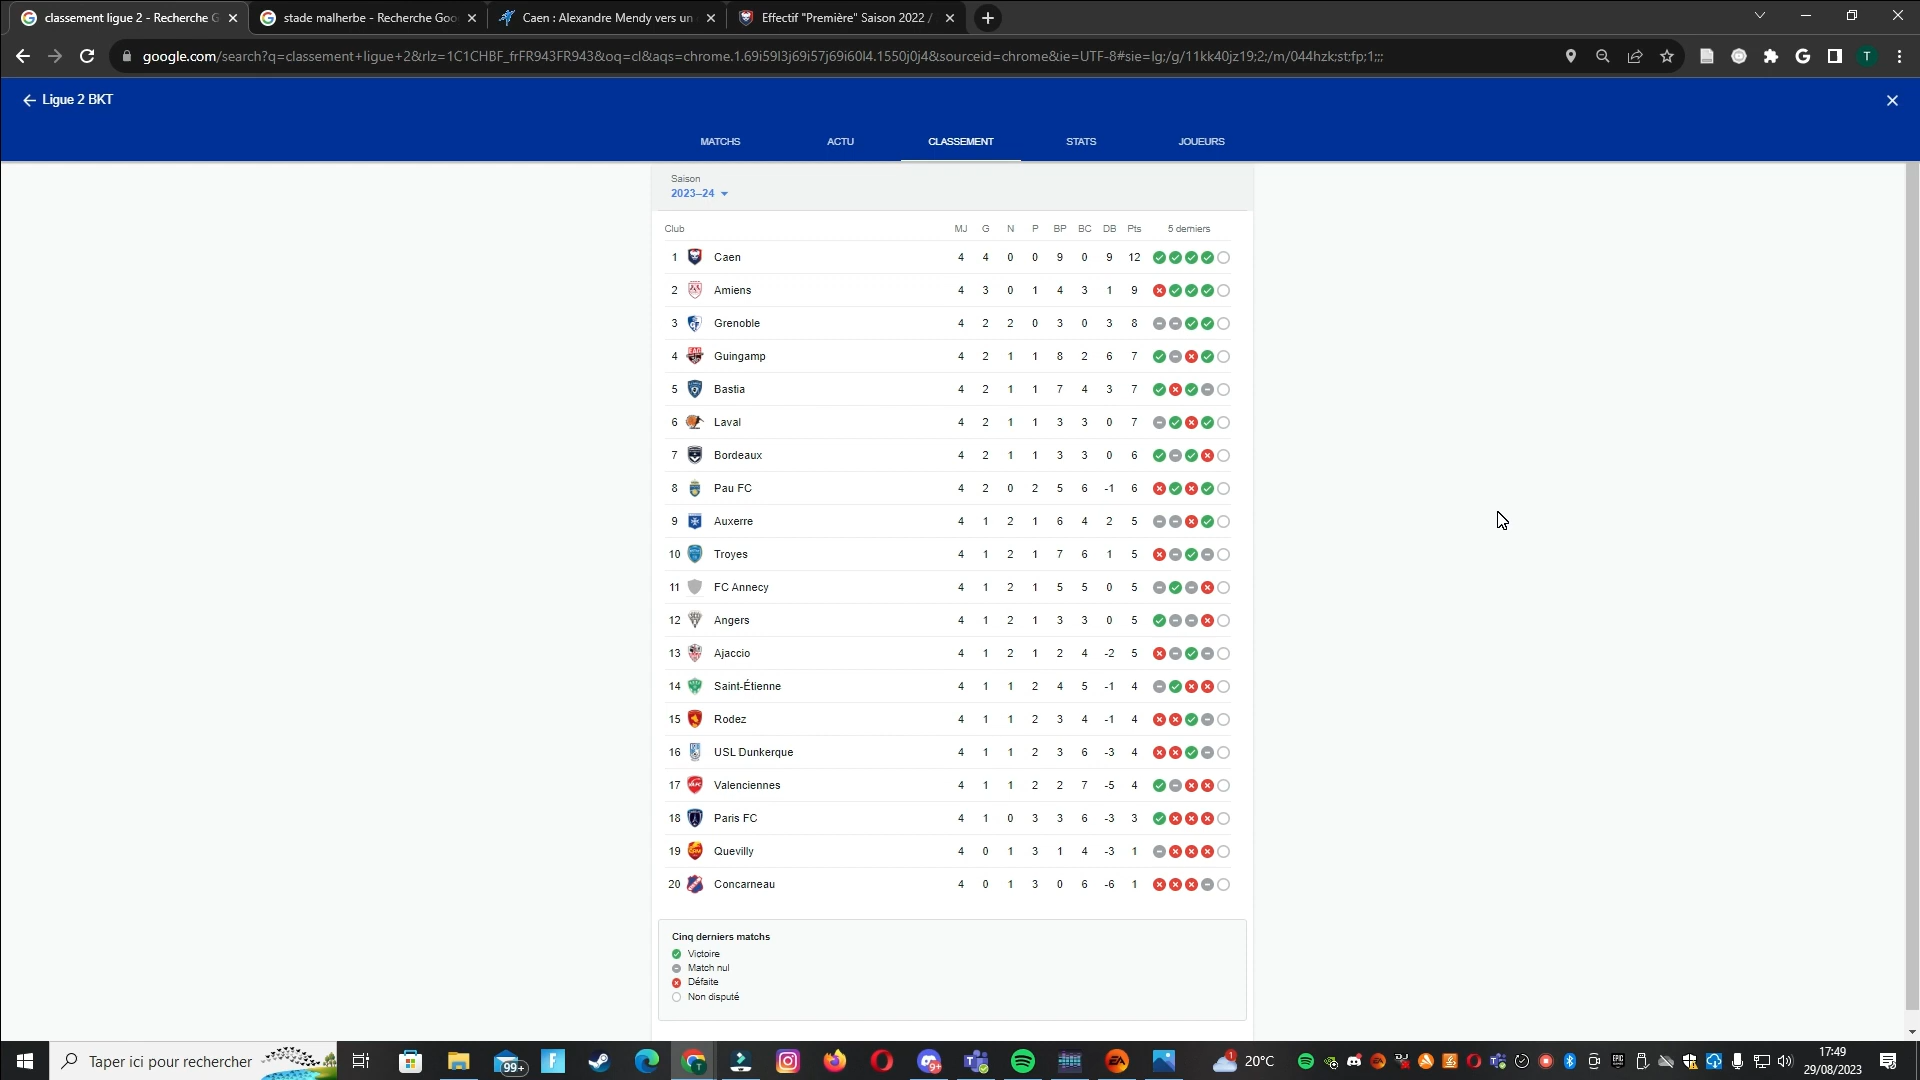 classement ligue 2 - Recherche G
stade malherbe - Recherche Goo
Caen : Alexandre Mendy vers un
Effectif "Première" Saison 2022 /
google.com/search?q=classement+ligue+2&rlz=1C1CHBF_frFR943FR943&oq=cl&aqs=chrome.1.69i59l3j69i57j69i60l4.1550j0j4&sourceid=chrome&ie=UTF-8#sie=lg;/g/11kk40jz19;2;/m/044hzk;st;fp;1;;;
T
Ligue 2 BKT
MATCHS ACTU CLASSEMENT STATS JOUEURS
Saison
2023–24
Club MJ G N P BP BC DB Pts 5 derniers
1 Caen 4 4 0 0 9 0 9 12
2 Amiens 4 3 0 1 4 3 1 9
3 Grenoble 4 2 2 0 3 0 3 8
4 Guingamp 4 2 1 1 8 2 6 7
5 Bastia 4 2 1 1 7 4 3 7
6 Laval 4 2 1 1 3 3 0 7
7 Bordeaux 4 2 1 1 3 3 0 6
8 Pau FC 4 2 0 2 5 6 -1 6
9 Auxerre 4 1 2 1 6 4 2 5
10 Troyes 4 1 2 1 7 6 1 5
11 FC Annecy 4 1 2 1 5 5 0 5
12 Angers 4 1 2 1 3 3 0 5
13 Ajaccio 4 1 2 1 2 4 -2 5
14 Saint-Étienne 4 1 1 2 4 5 -1 4
15 Rodez 4 1 1 2 3 4 -1 4
16 USL Dunkerque 4 1 1 2 3 6 -3 4
17 Valenciennes 4 1 1 2 2 7 -5 4
18 Paris FC 4 1 0 3 3 6 -3 3
19 Quevilly 4 0 1 3 1 4 -3 1
20 Concarneau 4 0 1 3 0 6 -6 1
Cinq derniers matchs
Victoire
Match nul
Défaite
Non disputé
Taper ici pour rechercher
99+
20°C
17:49
29/08/2023